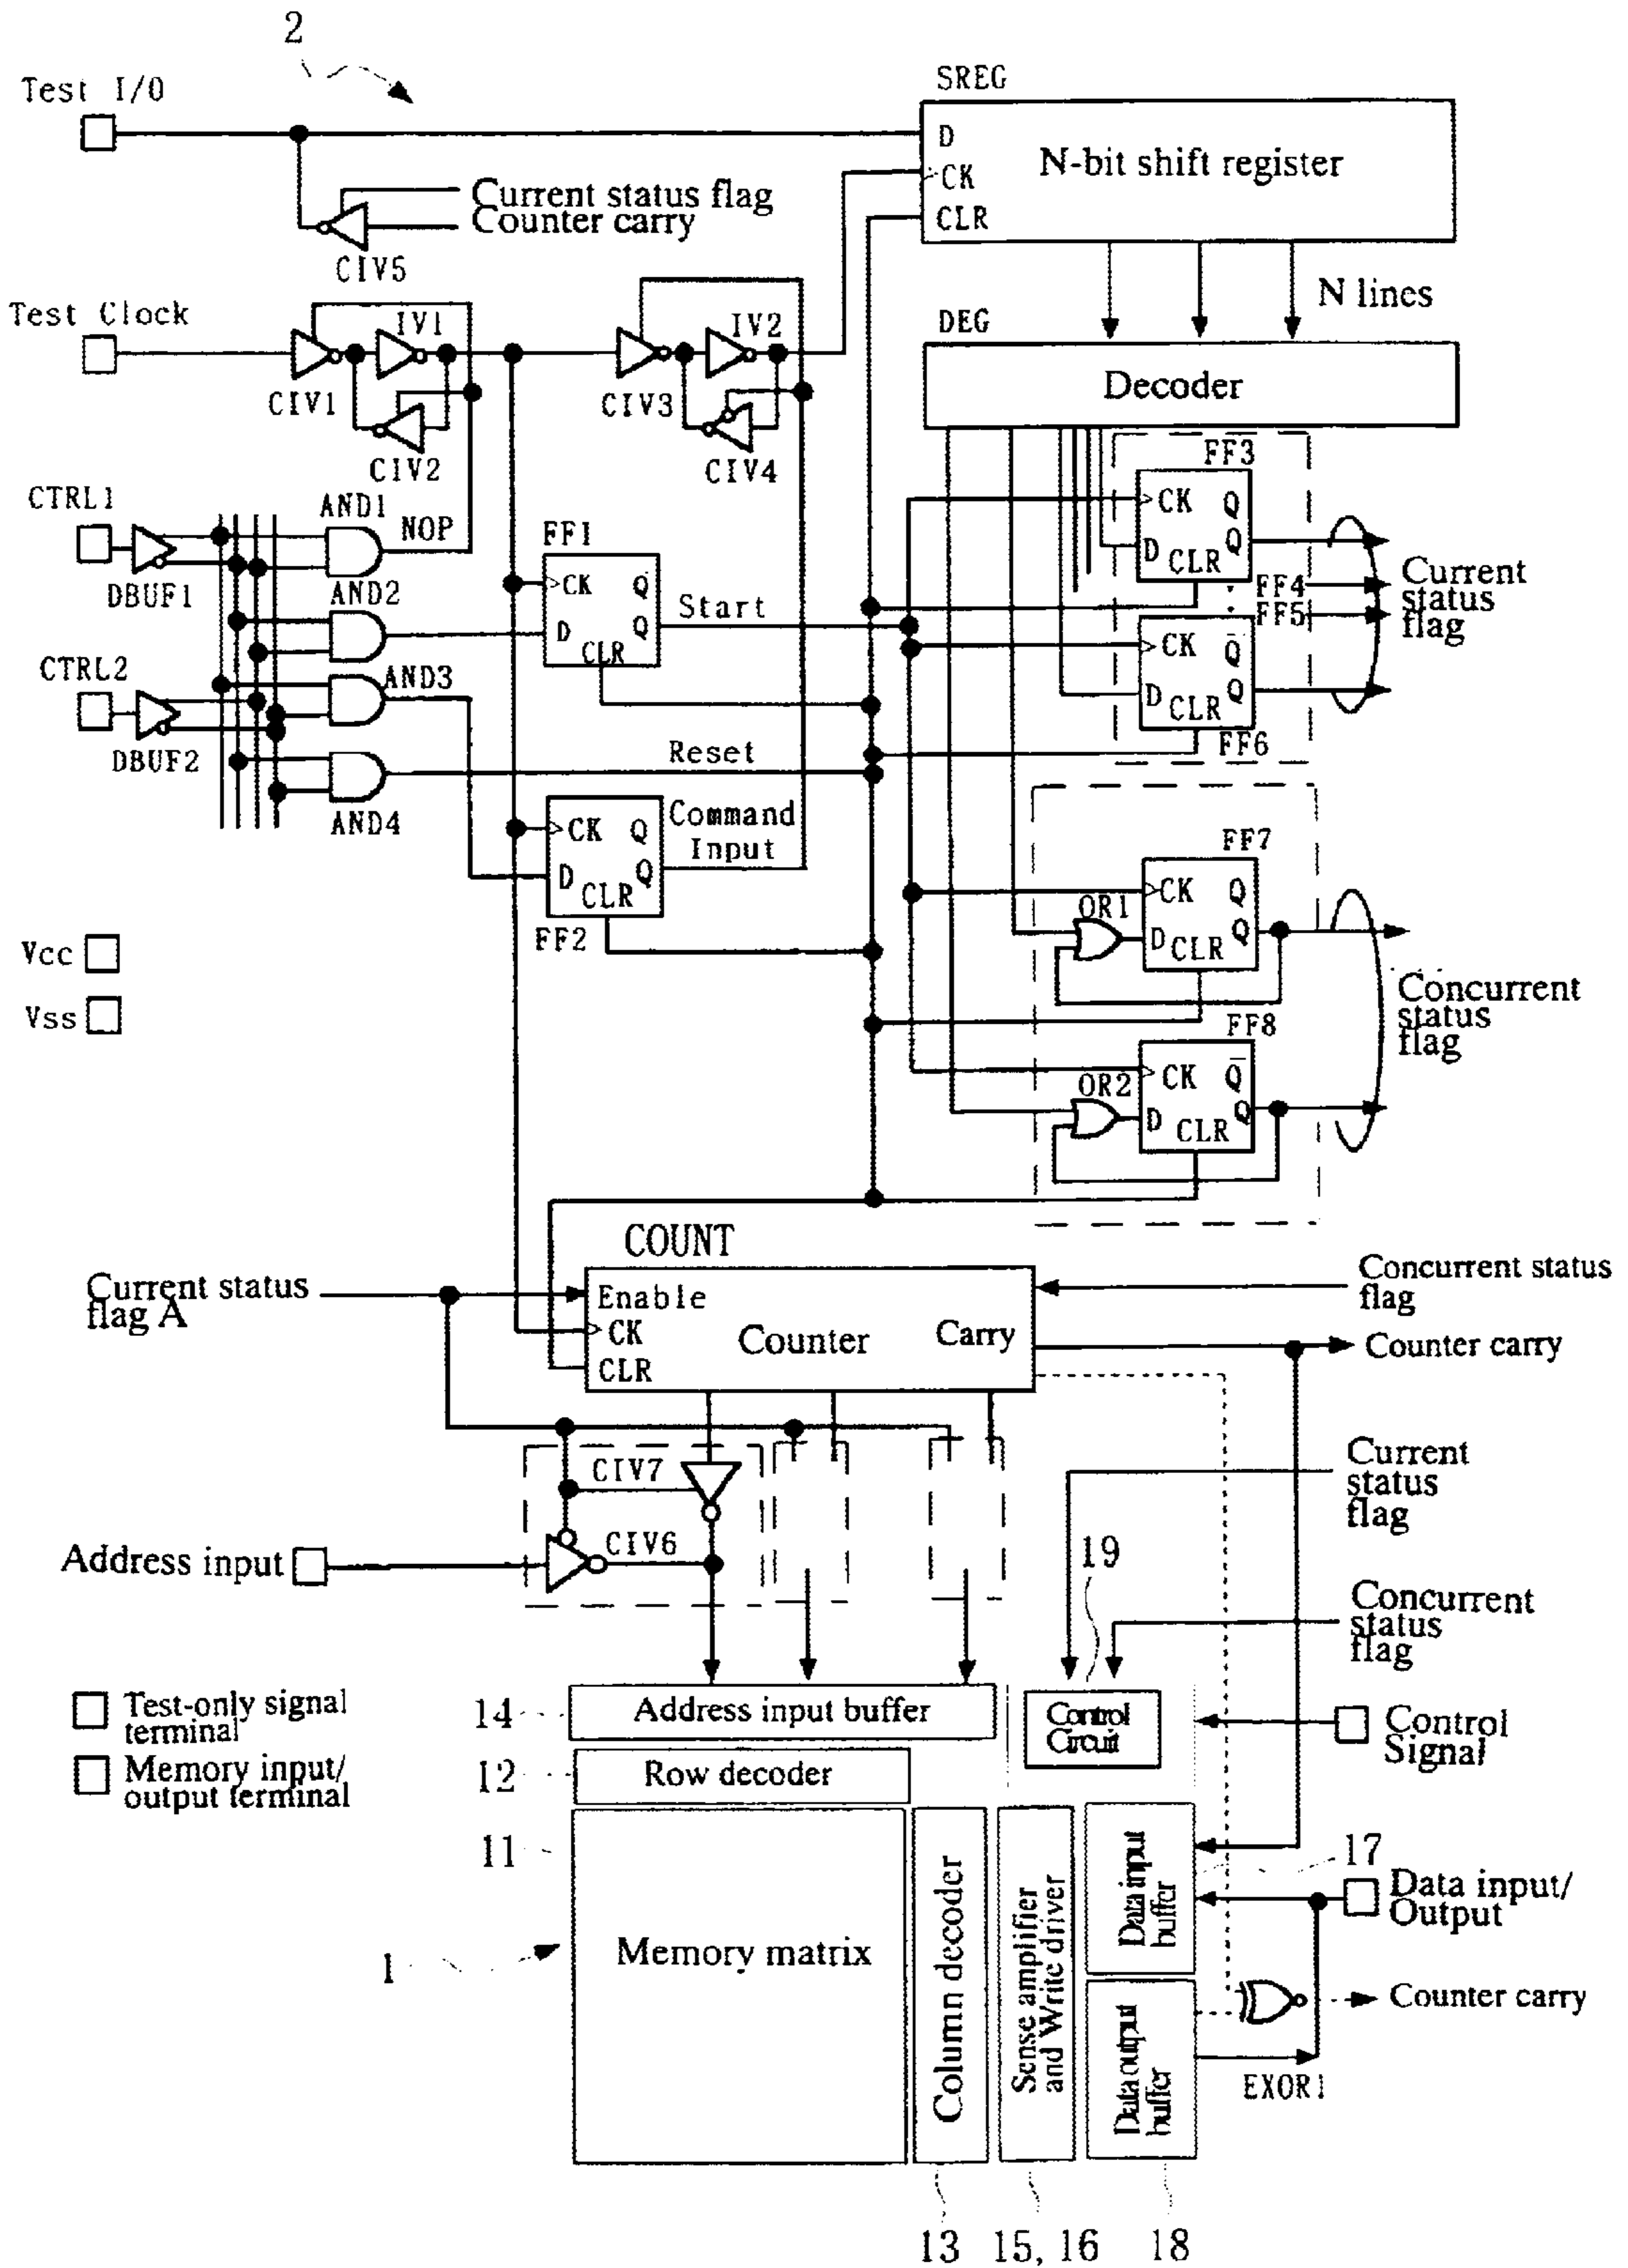 2
Test I/O
SREG
D
N-bit shift register
CK
CLR
Current status flag
Counter carry
CIV5
N lines
Test Clock
IV1
IV2
DEG
Decoder
CIV1
CIV3
CIV2
CIV4
FF3
CK Q
D Q
CLR
CTRL1
AND1
NOP
FF1
DBUF1
AND2
CK Q
Start
D Q
CLR
FF4
FF5
Current
status
flag
CK Q
D Q
CLR
FF6
CTRL2
AND3
DBUF2
Reset
AND4
Command
Input
CK Q
D Q
CLR
FF2
FF7
OR1
CK Q
D Q
CLR
Vcc
Vss
Concurrent
status
flag
FF8
OR2
CK Q
D Q
CLR
COUNT
Current status
flag A
Enable
CK
CLR
Counter
Carry
Concurrent status
flag
Counter carry
CIV7
CIV6
Current
status
flag
Address input
19
Concurrent
status
flag
Test-only signal
terminal
Memory input/
output terminal
14
Address input buffer
Control
Circuit
Control
Signal
12
Row decoder
11
17
Data input/
Output
1
Memory matrix
Column decoder
Sense amplifier
and Write driver
Data input
buffer
Data output
buffer
Counter carry
EXOR1
13
15, 16
18